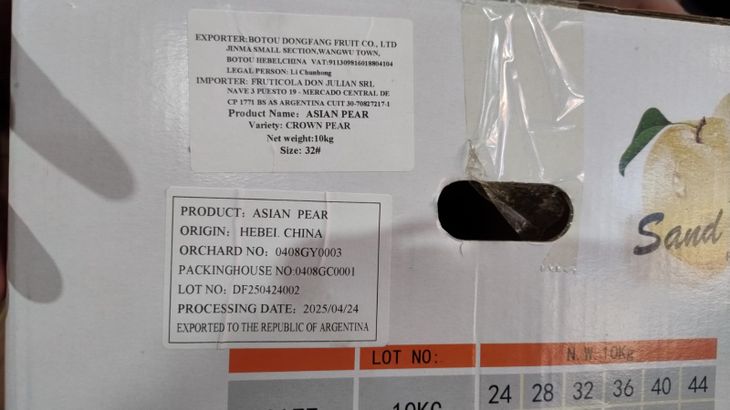 EXPORTER:BOTOU DONGFANG FRUIT CO., LTD
JINMA SMALL SECTION,WANGWU TOWN,
BOTOU HEBEI,CHINA VAT:911309816018804104
LEGAL PERSON: Li Chunhong
IMPORTER: FRUTICOLA DON JULIAN SRL
NAVE 3 PUESTO 19 - MERCADO CENTRAL DE
CP 1771 BS AS ARGENTINA CUIT 30-70827217-1
Product Name: ASIAN PEAR
Variety: CROWN PEAR
Net weight:10kg
Size: 32#
PRODUCT: ASIAN PEAR
ORIGIN: HEBEI. CHINA
ORCHARD NO: 0408GY0003
PACKINGHOUSE NO:0408GC0001
LOT NO: DF250424002
PROCESSING DATE: 2025/04/24
EXPORTED TO THE REPUBLIC OF ARGENTINA
Sand
LOT NO:
N.W.10Kg
10KG
24 28 32 36 40 44